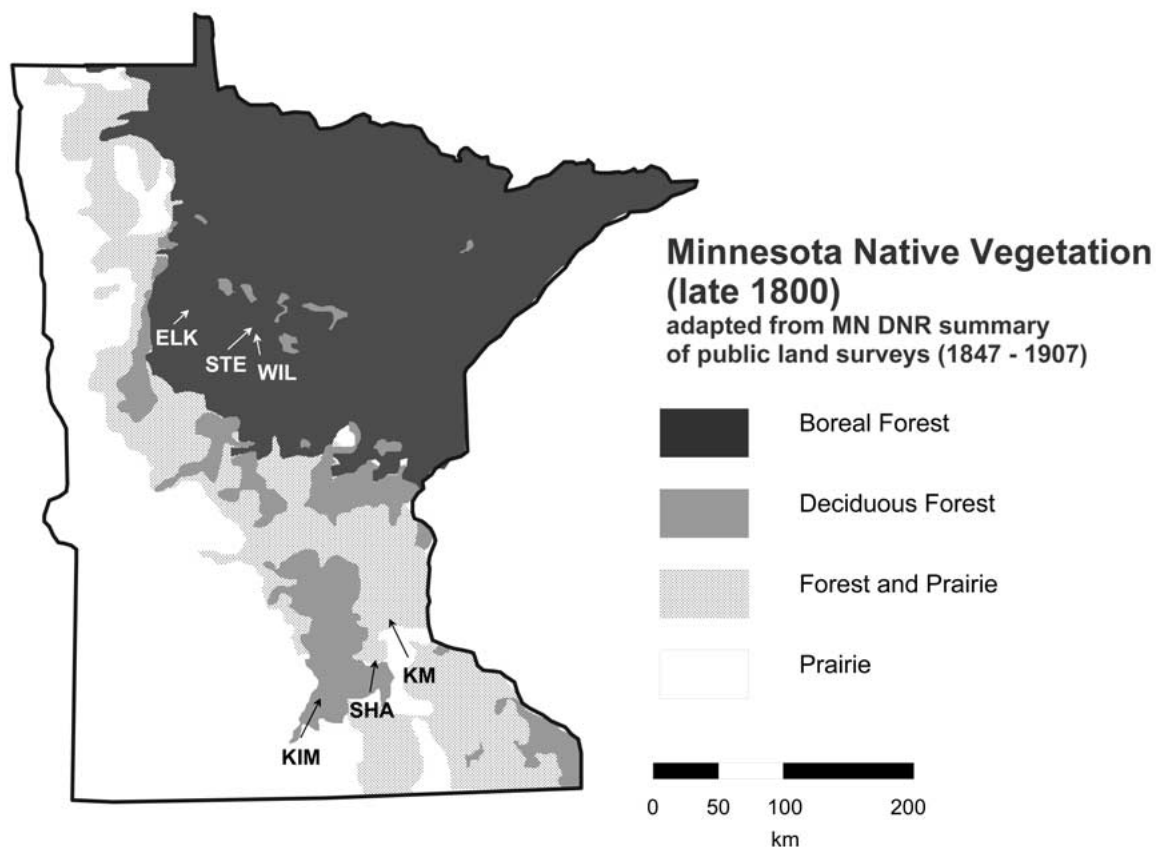 Minnesota Native Vegetation
(late 1800)
adapted from MN DNR summary
of public land surveys (1847 - 1907)
ELK
STE
WIL
Boreal Forest
Deciduous Forest
Forest and Prairie
Prairie
KM
SHA
KIM
0 50 100 200
km